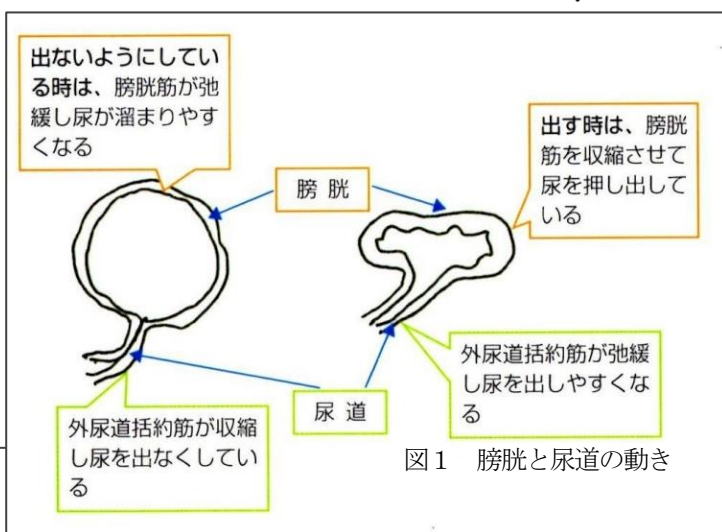 出ないようにしてい
る時は、膀胱筋が弛
緩し尿が溜まりやす
くなる
出す時は、膀胱
筋を収縮させて
尿を押し出して
いる
膀 胱
尿 道
外尿道括約筋が収縮
し尿を出なくしてい
る
外尿道括約筋が弛緩
し尿を出しやすくな
る
図1 膀胱と尿道の動き